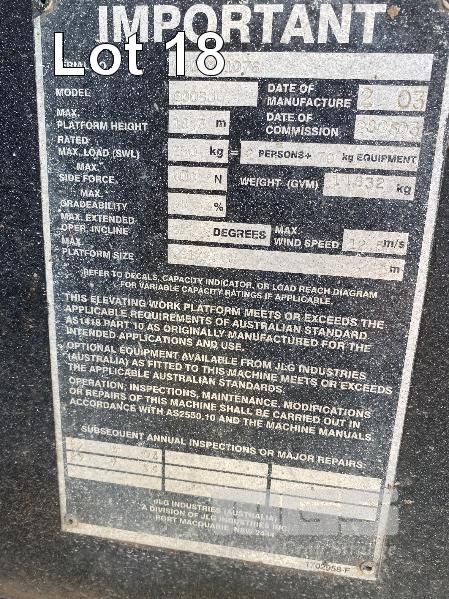 IMPORTANT
Lot 18
MODEL
DATE OF MANUFACTURE 2 03
MAX. PLATFORM HEIGHT m
DATE OF COMMISSION
RATED MAX. LOAD (SWL) kg = PERSONS+ kg EQUIPMENT
MAX. SIDE FORCE N
WEIGHT (GVM) kg
MAX. GRADEABILITY %
MAX. EXTENDED OPER. INCLINE DEGREES
MAX WIND SPEED m/s
MAX PLATFORM SIZE m
(REFER TO DECALS, CAPACITY INDICATOR, OR LOAD REACH DIAGRAM
FOR VARIABLE CAPACITY RATINGS IF APPLICABLE.
THIS ELEVATING WORK PLATFORM MEETS OR EXCEEDS THE
APPLICABLE REQUIREMENTS OF AUSTRALIAN STANDARD
AS1418 PART 10 AS ORIGINALLY MANUFACTURED FOR THE
INTENDED APPLICATIONS AND USE.
OPTIONAL EQUIPMENT AVAILABLE FROM JLG INDUSTRIES
(AUSTRALIA) AS FITTED TO THIS MACHINE MEETS OR EXCEEDS
THE APPLICABLE AUSTRALIAN STANDARDS.
OPERATION, INSPECTIONS, MAINTENANCE, MODIFICATIONS
OR REPAIRS OF THIS MACHINE SHALL BE CARRIED OUT IN
ACCORDANCE WITH AS2550.10 AND THE MACHINE MANUALS.
SUBSEQUENT ANNUAL INSPECTIONS OR MAJOR REPAIRS:
JLG INDUSTRIES (AUSTRALIA)
A DIVISION OF JLG INDUSTRIES INC.
PORT MACQUARIE, NSW 2444
1702958-F